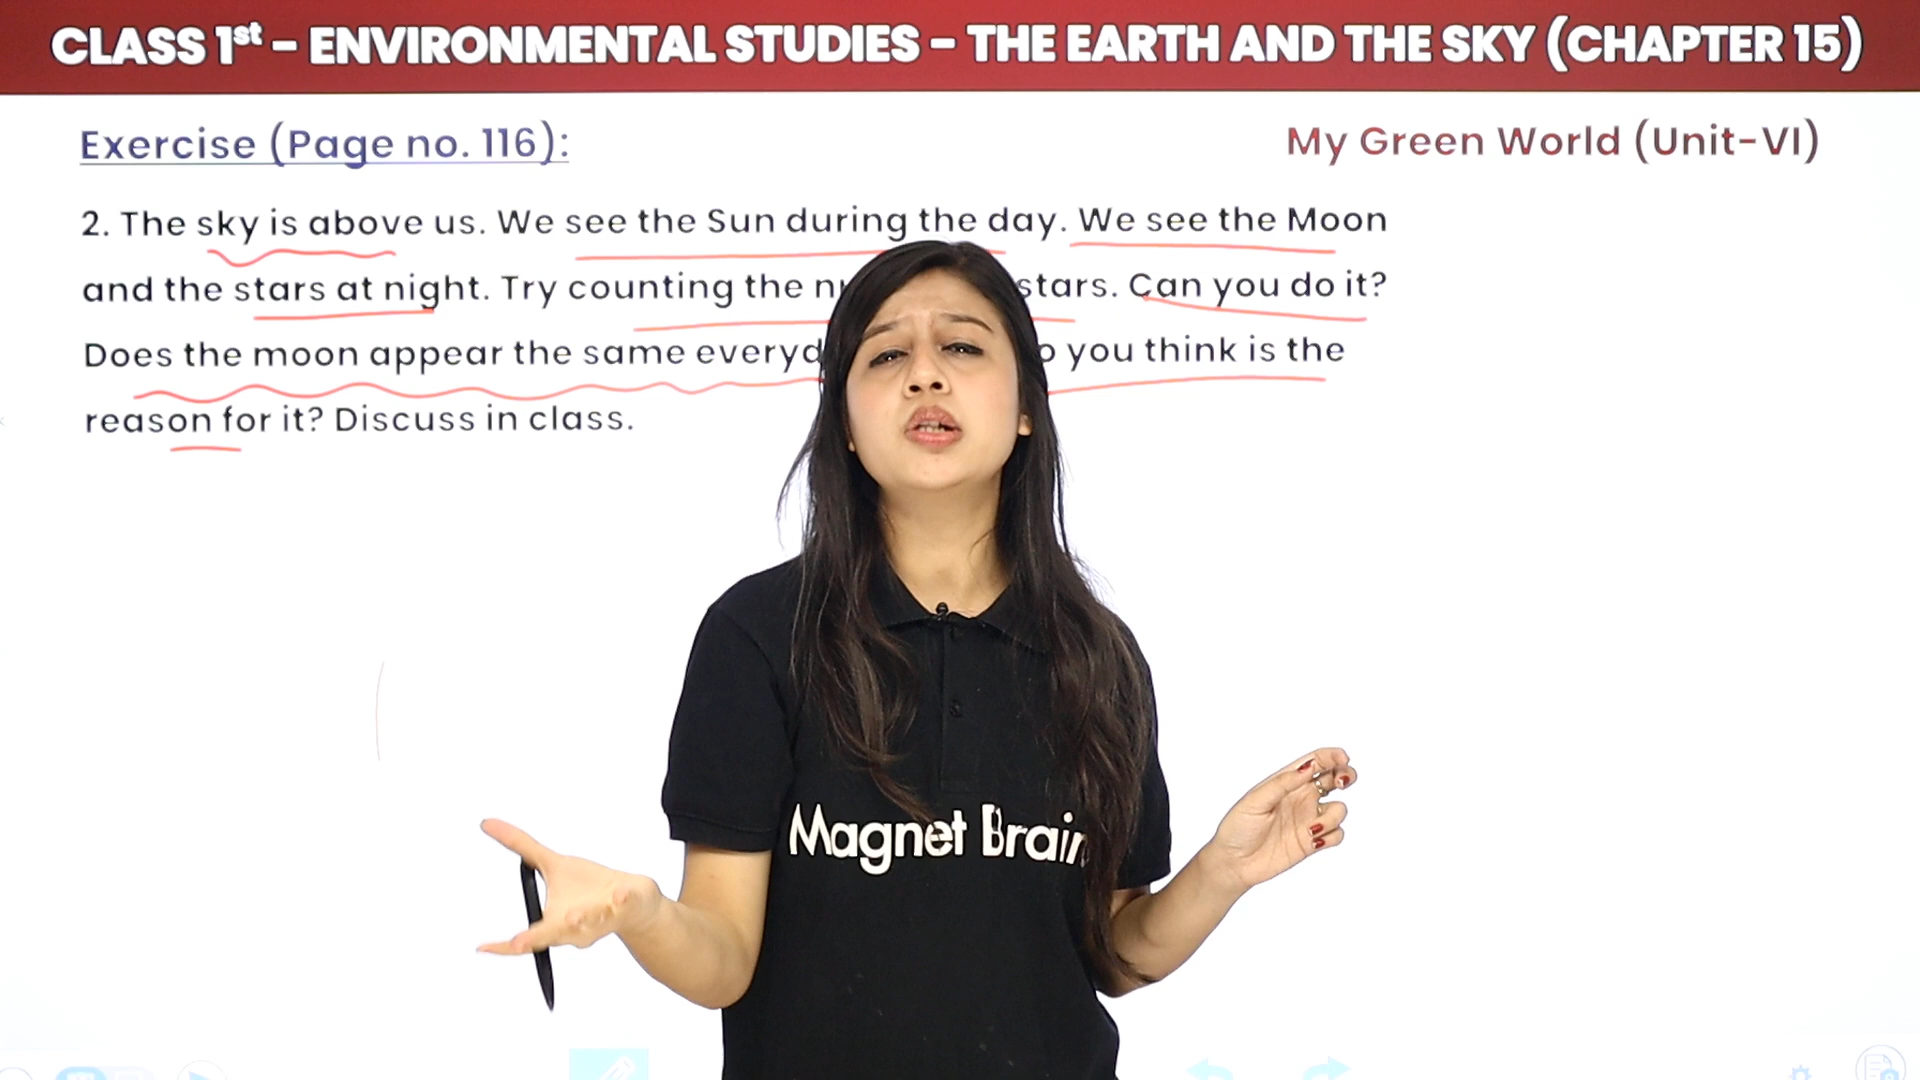 CLASS 1st – ENVIRONMENTAL STUDIES – THE EARTH AND THE SKY (CHAPTER 15)
Exercise (Page no. 116):
My Green World (Unit-VI)
2. The sky is above us. We see the Sun during the day. We see the Moon
and the stars at night. Try counting the stars. Can you do it?
Does the moon appear the same you think is the
reason for it? Discuss in class.
Magnet Brain